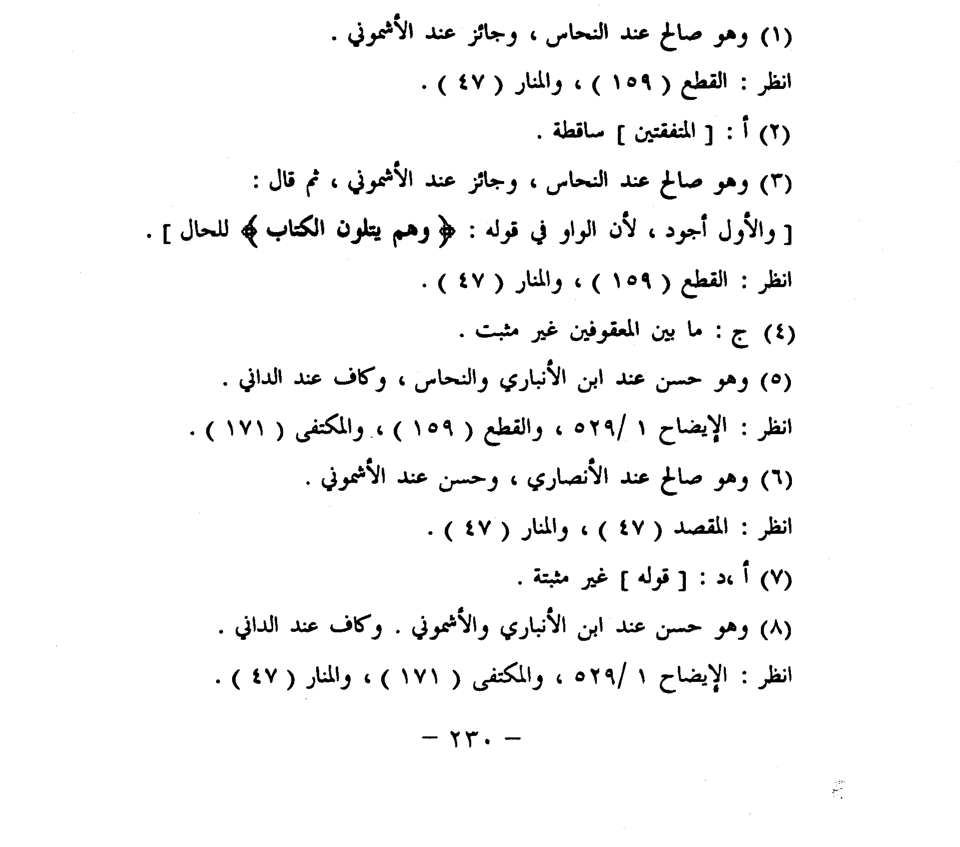 (١) وهو صالح عند النحاس ، وجائز عند الأشموني .
انظر : القطع ( ١٥٩ ) ، والمنار ( ٤٧ ) .
(٢) أ : [ المتفقتين ] ساقطة .
(٣) وهو صالح عند النحاس ، وجائز عند الأشموني ، ثم قال :
[ والأول أجود ، لأن الواو في قوله : ﴿ وهم يتلون الكتاب ﴾ للحال ] .
انظر : القطع ( ١٥٩ ) ، والمنار ( ٤٧ ) .
(٤) ج : ما بين المعقوفين غير مثبت .
(٥) وهو حسن عند ابن الأنباري والنحاس ، وكاف عند الداني .
انظر : الإيضاح ١ /٥٢٩ ، والقطع ( ١٥٩ ) ، والمكتفى ( ١٧١ ) .
(٦) وهو صالح عند الأنصاري ، وحسن عند الأشموني .
انظر : المقصد ( ٤٧ ) ، والمنار ( ٤٧ ) .
(٧) أ ،د : [ قوله ] غير مثبتة .
(٨) وهو حسن عند ابن الأنباري والأشموني . وكاف عند الداني .
انظر : الإيضاح ١ /٥٢٩ ، والمكتفى ( ١٧١ ) ، والمنار ( ٤٧ ) .
– ٢٣٠ –